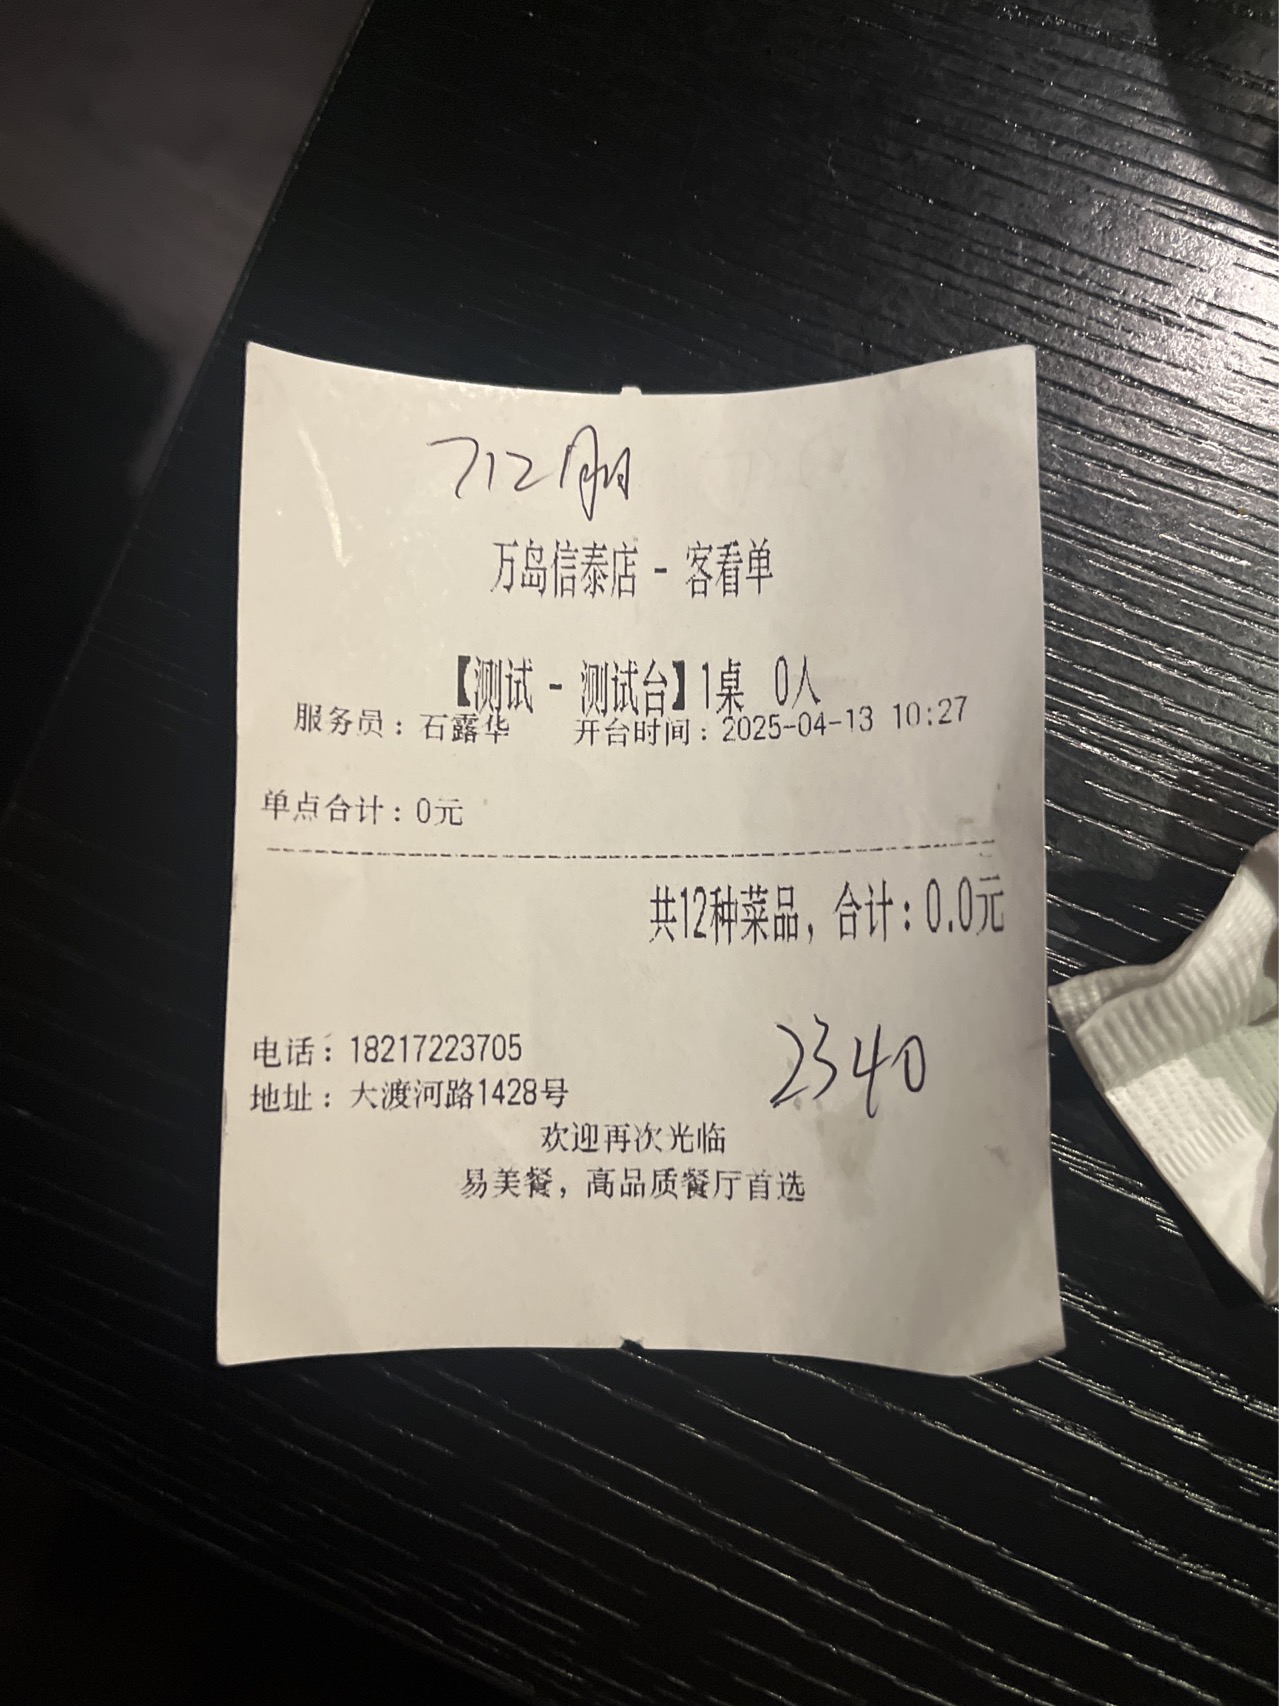 712
万岛信泰店 - 客看单
【测试 - 测试台】1桌 0人
服务员：石露华 开台时间：2025-04-13 10:27
单点合计：0元
共12种菜品，合计：0.0元
2340
电话：18217223705
地址：大渡河路1428号
欢迎再次光临
易美餐，高品质餐厅首选